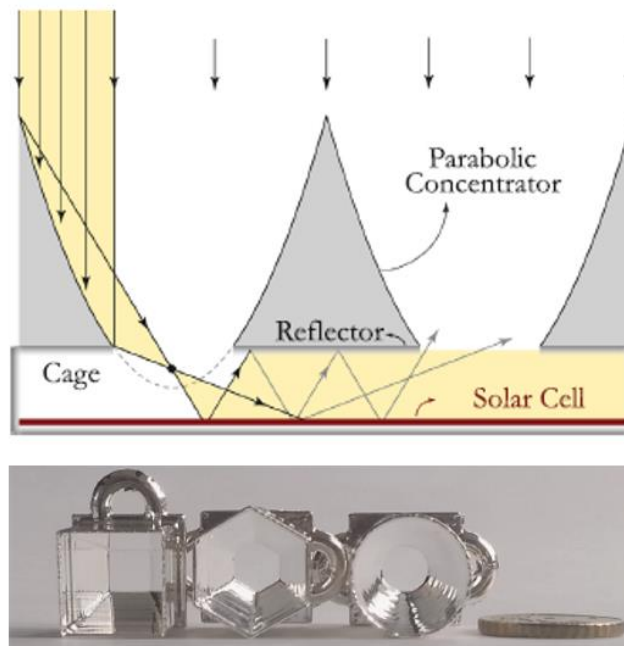 Parabolic
Concentrator
Reflector
Cage
Solar Cell